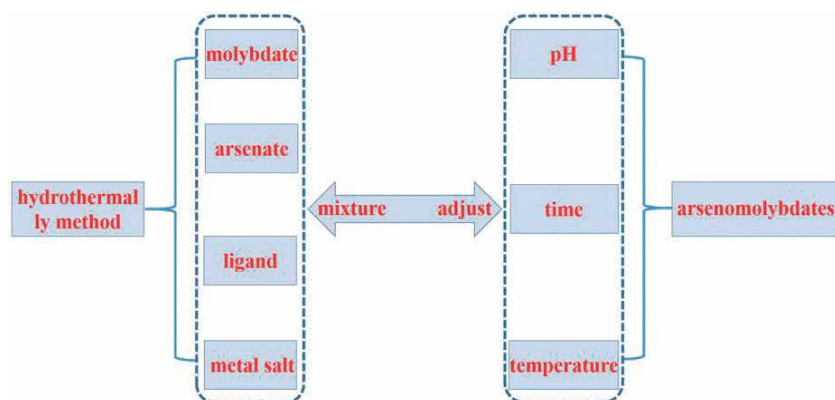 hydrothermal
ly method
molybdate
arsenate
ligand
metal salt
mixture adjust
pH
time
temperature
arsenomolybdates